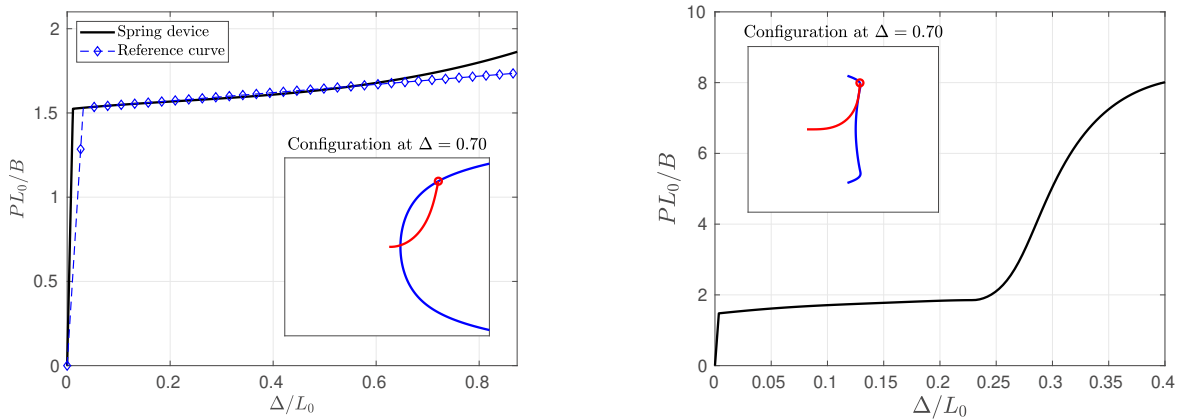 2
1.5
1
0.5
0
0 0.2 0.4 0.6 0.8
PL₀/B
Δ/L₀
Spring device
Reference curve
Configuration at Δ = 0.70
10
8
6
4
2
0
0 0.05 0.1 0.15 0.2 0.25 0.3 0.35 0.4
PL₀/B
Δ/L₀
Configuration at Δ = 0.70